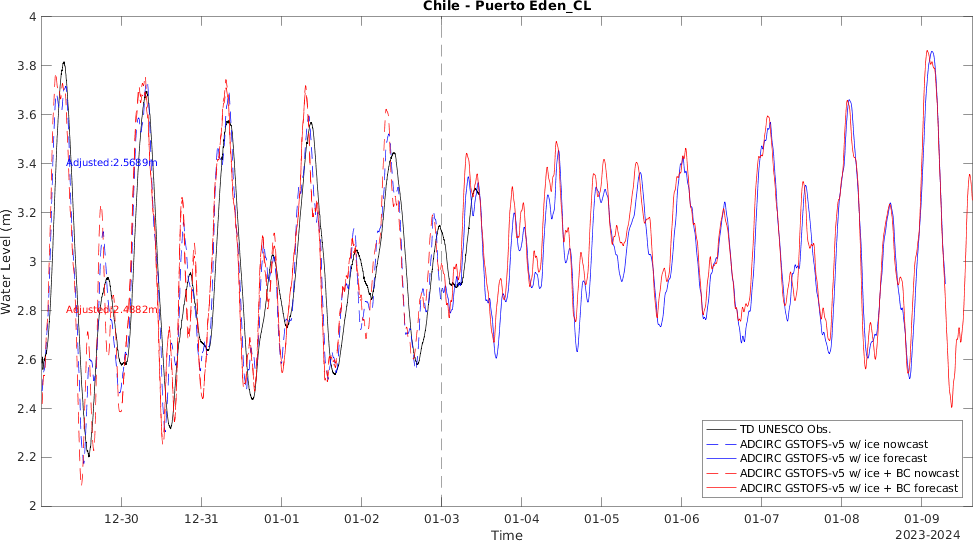 Chile - Puerto Eden_CL
4
3.8
3.6
3.4
3.2
3
2.8
2.6
2.4
2.2
2
Water Level (m)
Adjusted:2.5689m
Adjusted:2.4882m
TD UNESCO Obs.
ADCIRC GSTOFS-v5 w/ ice nowcast
ADCIRC GSTOFS-v5 w/ ice forecast
ADCIRC GSTOFS-v5 w/ ice + BC nowcast
ADCIRC GSTOFS-v5 w/ ice + BC forecast
12-30 12-31 01-01 01-02 01-03 01-04 01-05 01-06 01-07 01-08 01-09
Time
2023-2024